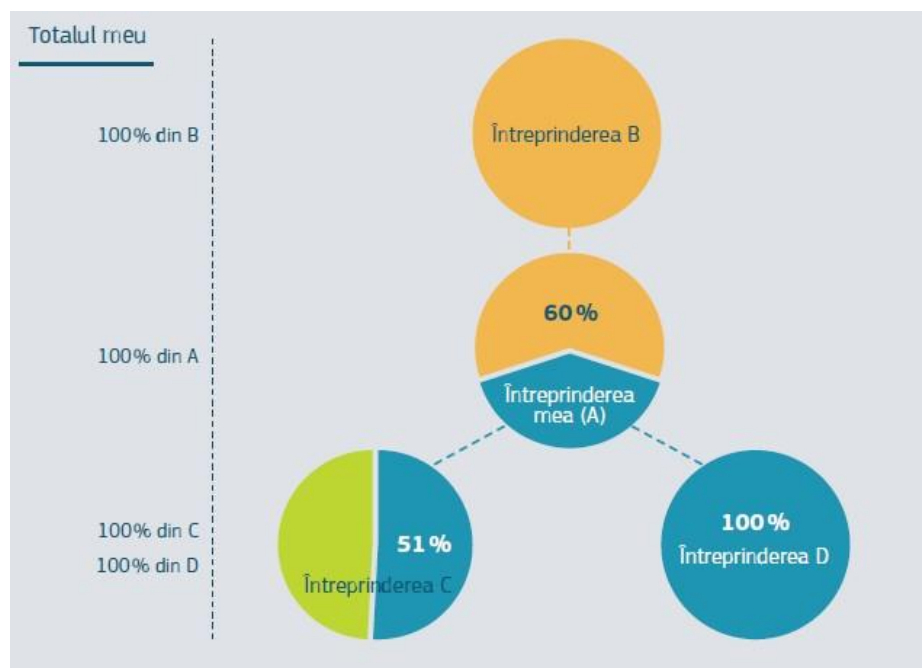 Totalul meu
100% din B
Întreprinderea B
60%
100% din A
Întreprinderea
mea (A)
100% din C
100% din D
51%
Întreprinderea C
100%
Întreprinderea D